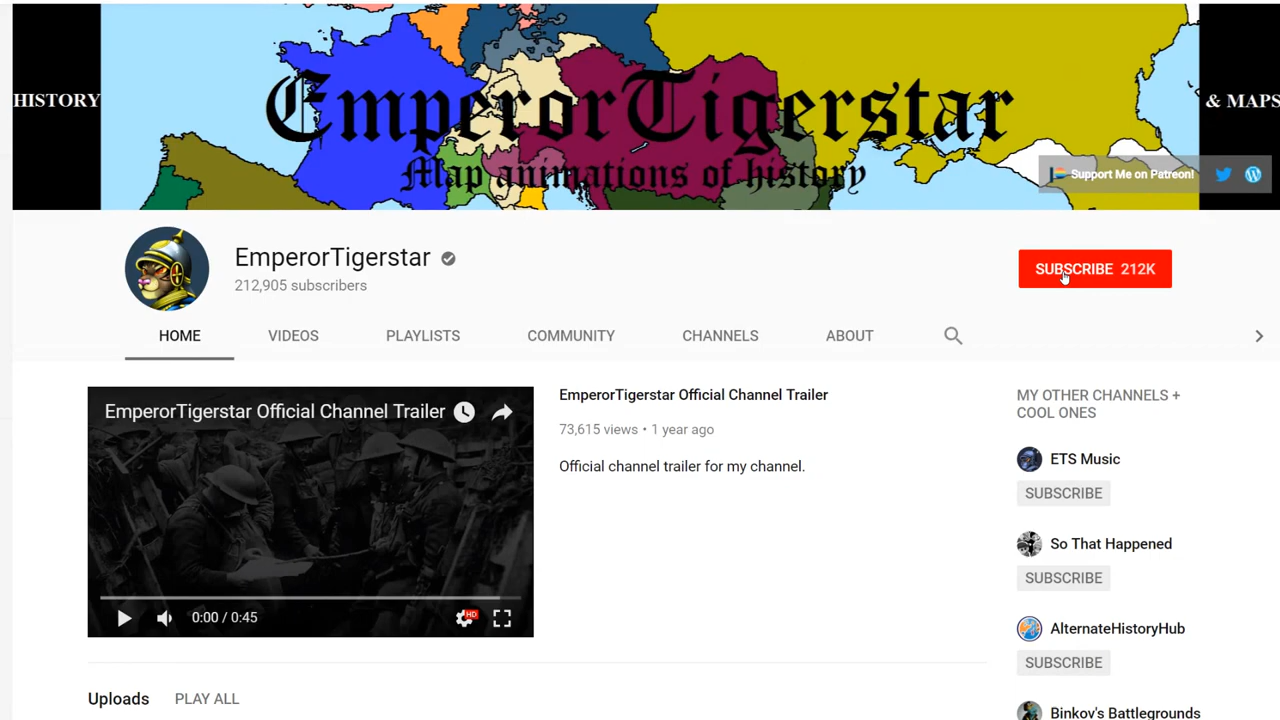 HISTORY
EmperorTigerstar
& MAPS
Map animations of history
Support Me on Patreon!
EmperorTigerstar
212,905 subscribers
SUBSCRIBE 212K
HOME VIDEOS PLAYLISTS COMMUNITY CHANNELS ABOUT
EmperorTigerstar Official Channel Trailer
0:00 / 0:45
HD
EmperorTigerstar Official Channel Trailer
73,615 views • 1 year ago
Official channel trailer for my channel.
MY OTHER CHANNELS +
COOL ONES
ETS Music
SUBSCRIBE
So That Happened
SUBSCRIBE
AlternateHistoryHub
SUBSCRIBE
Binkov's Battlegrounds
Uploads PLAY ALL